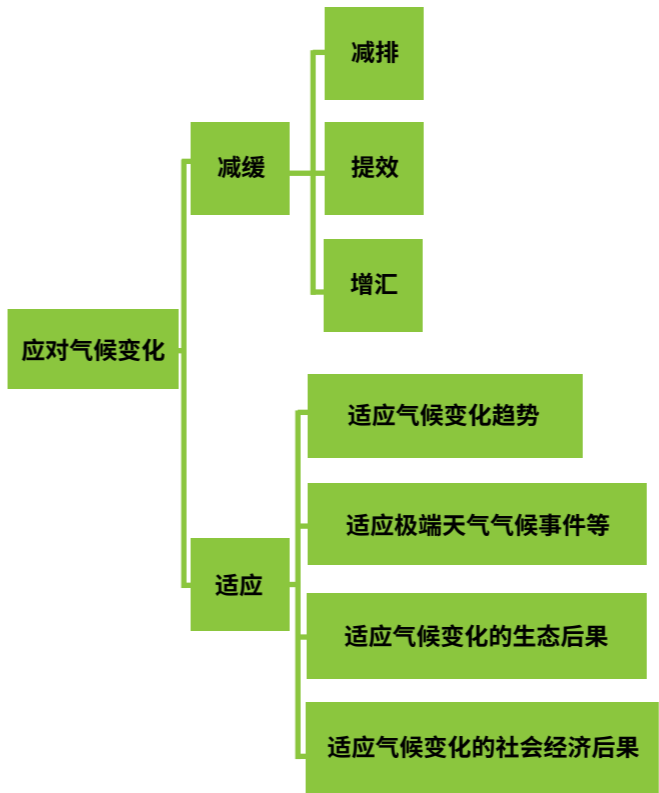 应对气候变化
减缓
减排
提效
增汇
适应
适应气候变化趋势
适应极端天气气候事件等
适应气候变化的生态后果
适应气候变化的社会经济后果